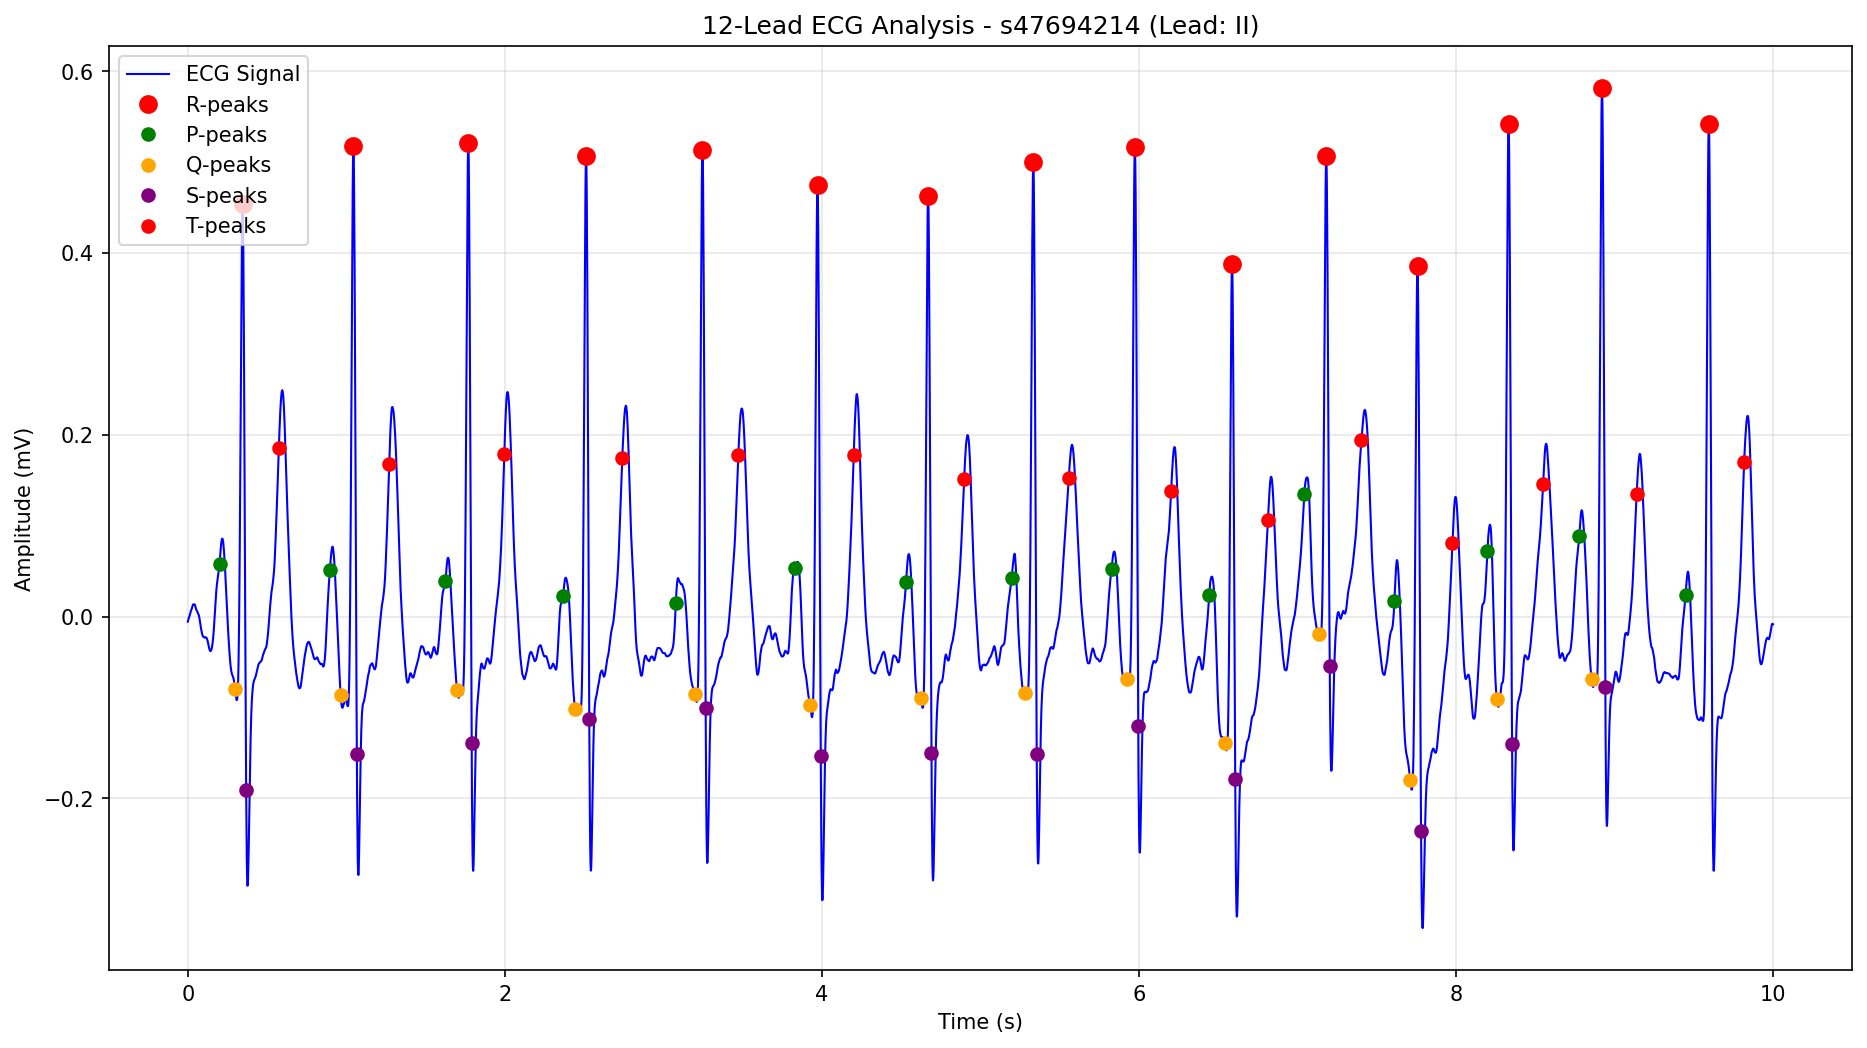 12-Lead ECG Analysis - s47694214 (Lead: II)
ECG Signal
R-peaks
P-peaks
Q-peaks
S-peaks
T-peaks
Amplitude (mV)
0.6
0.4
0.2
0.0
−0.2
0 2 4 6 8 10
Time (s)